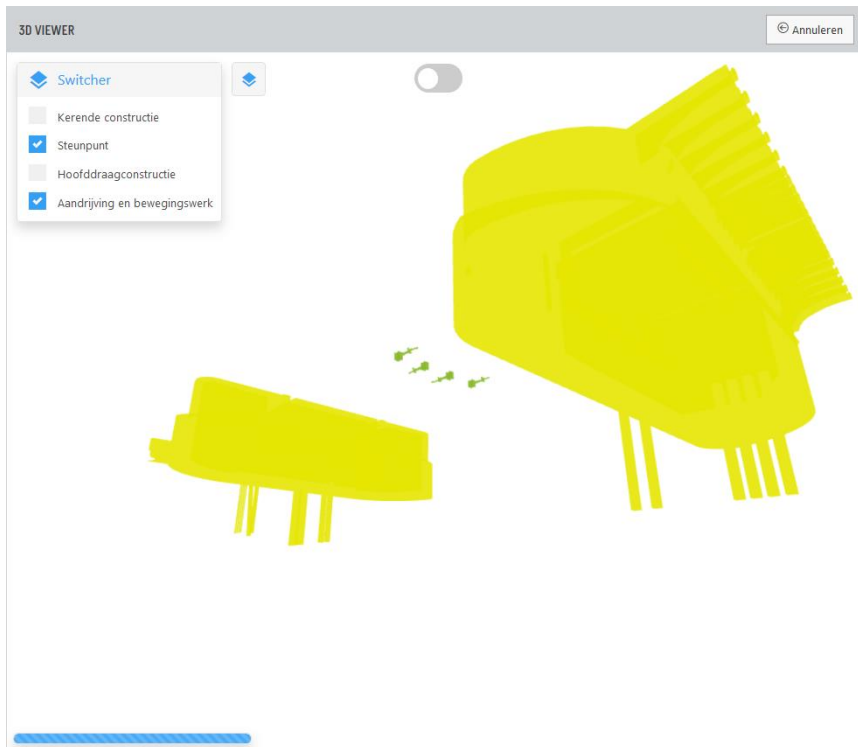 3D VIEWER
Annuleren
Switcher
Kerende constructie
Steunpunt
Hoofddraagconstructie
Aandrijving en bewegingswerk